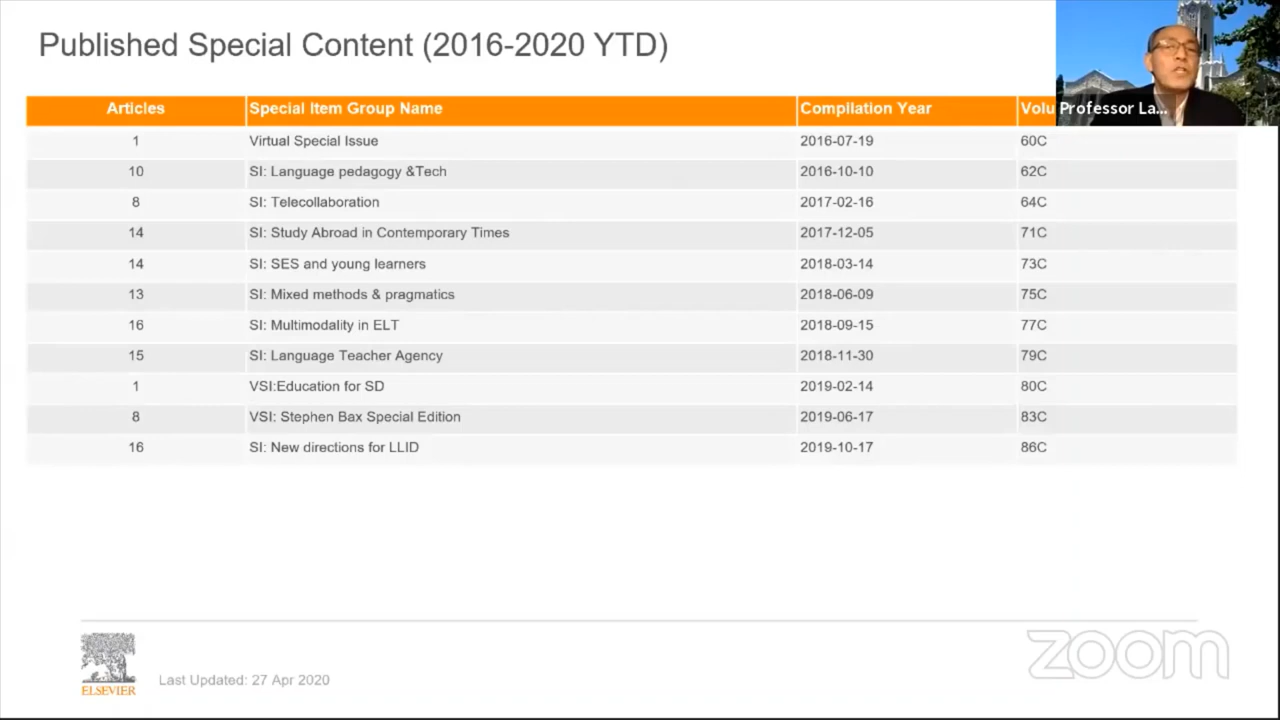 Published Special Content (2016-2020 YTD)
Articles Special Item Group Name Compilation Year Volu Professor La...
1 Virtual Special Issue 2016-07-19 60C
10 SI: Language pedagogy &Tech 2016-10-10 62C
8 SI: Telecollaboration 2017-02-16 64C
14 SI: Study Abroad in Contemporary Times 2017-12-05 71C
14 SI: SES and young learners 2018-03-14 73C
13 SI: Mixed methods & pragmatics 2018-06-09 75C
16 SI: Multimodality in ELT 2018-09-15 77C
15 SI: Language Teacher Agency 2018-11-30 79C
1 VSI:Education for SD 2019-02-14 80C
8 VSI: Stephen Bax Special Edition 2019-06-17 83C
16 SI: New directions for LLID 2019-10-17 86C
zoom
ELSEVIER
Last Updated: 27 Apr 2020